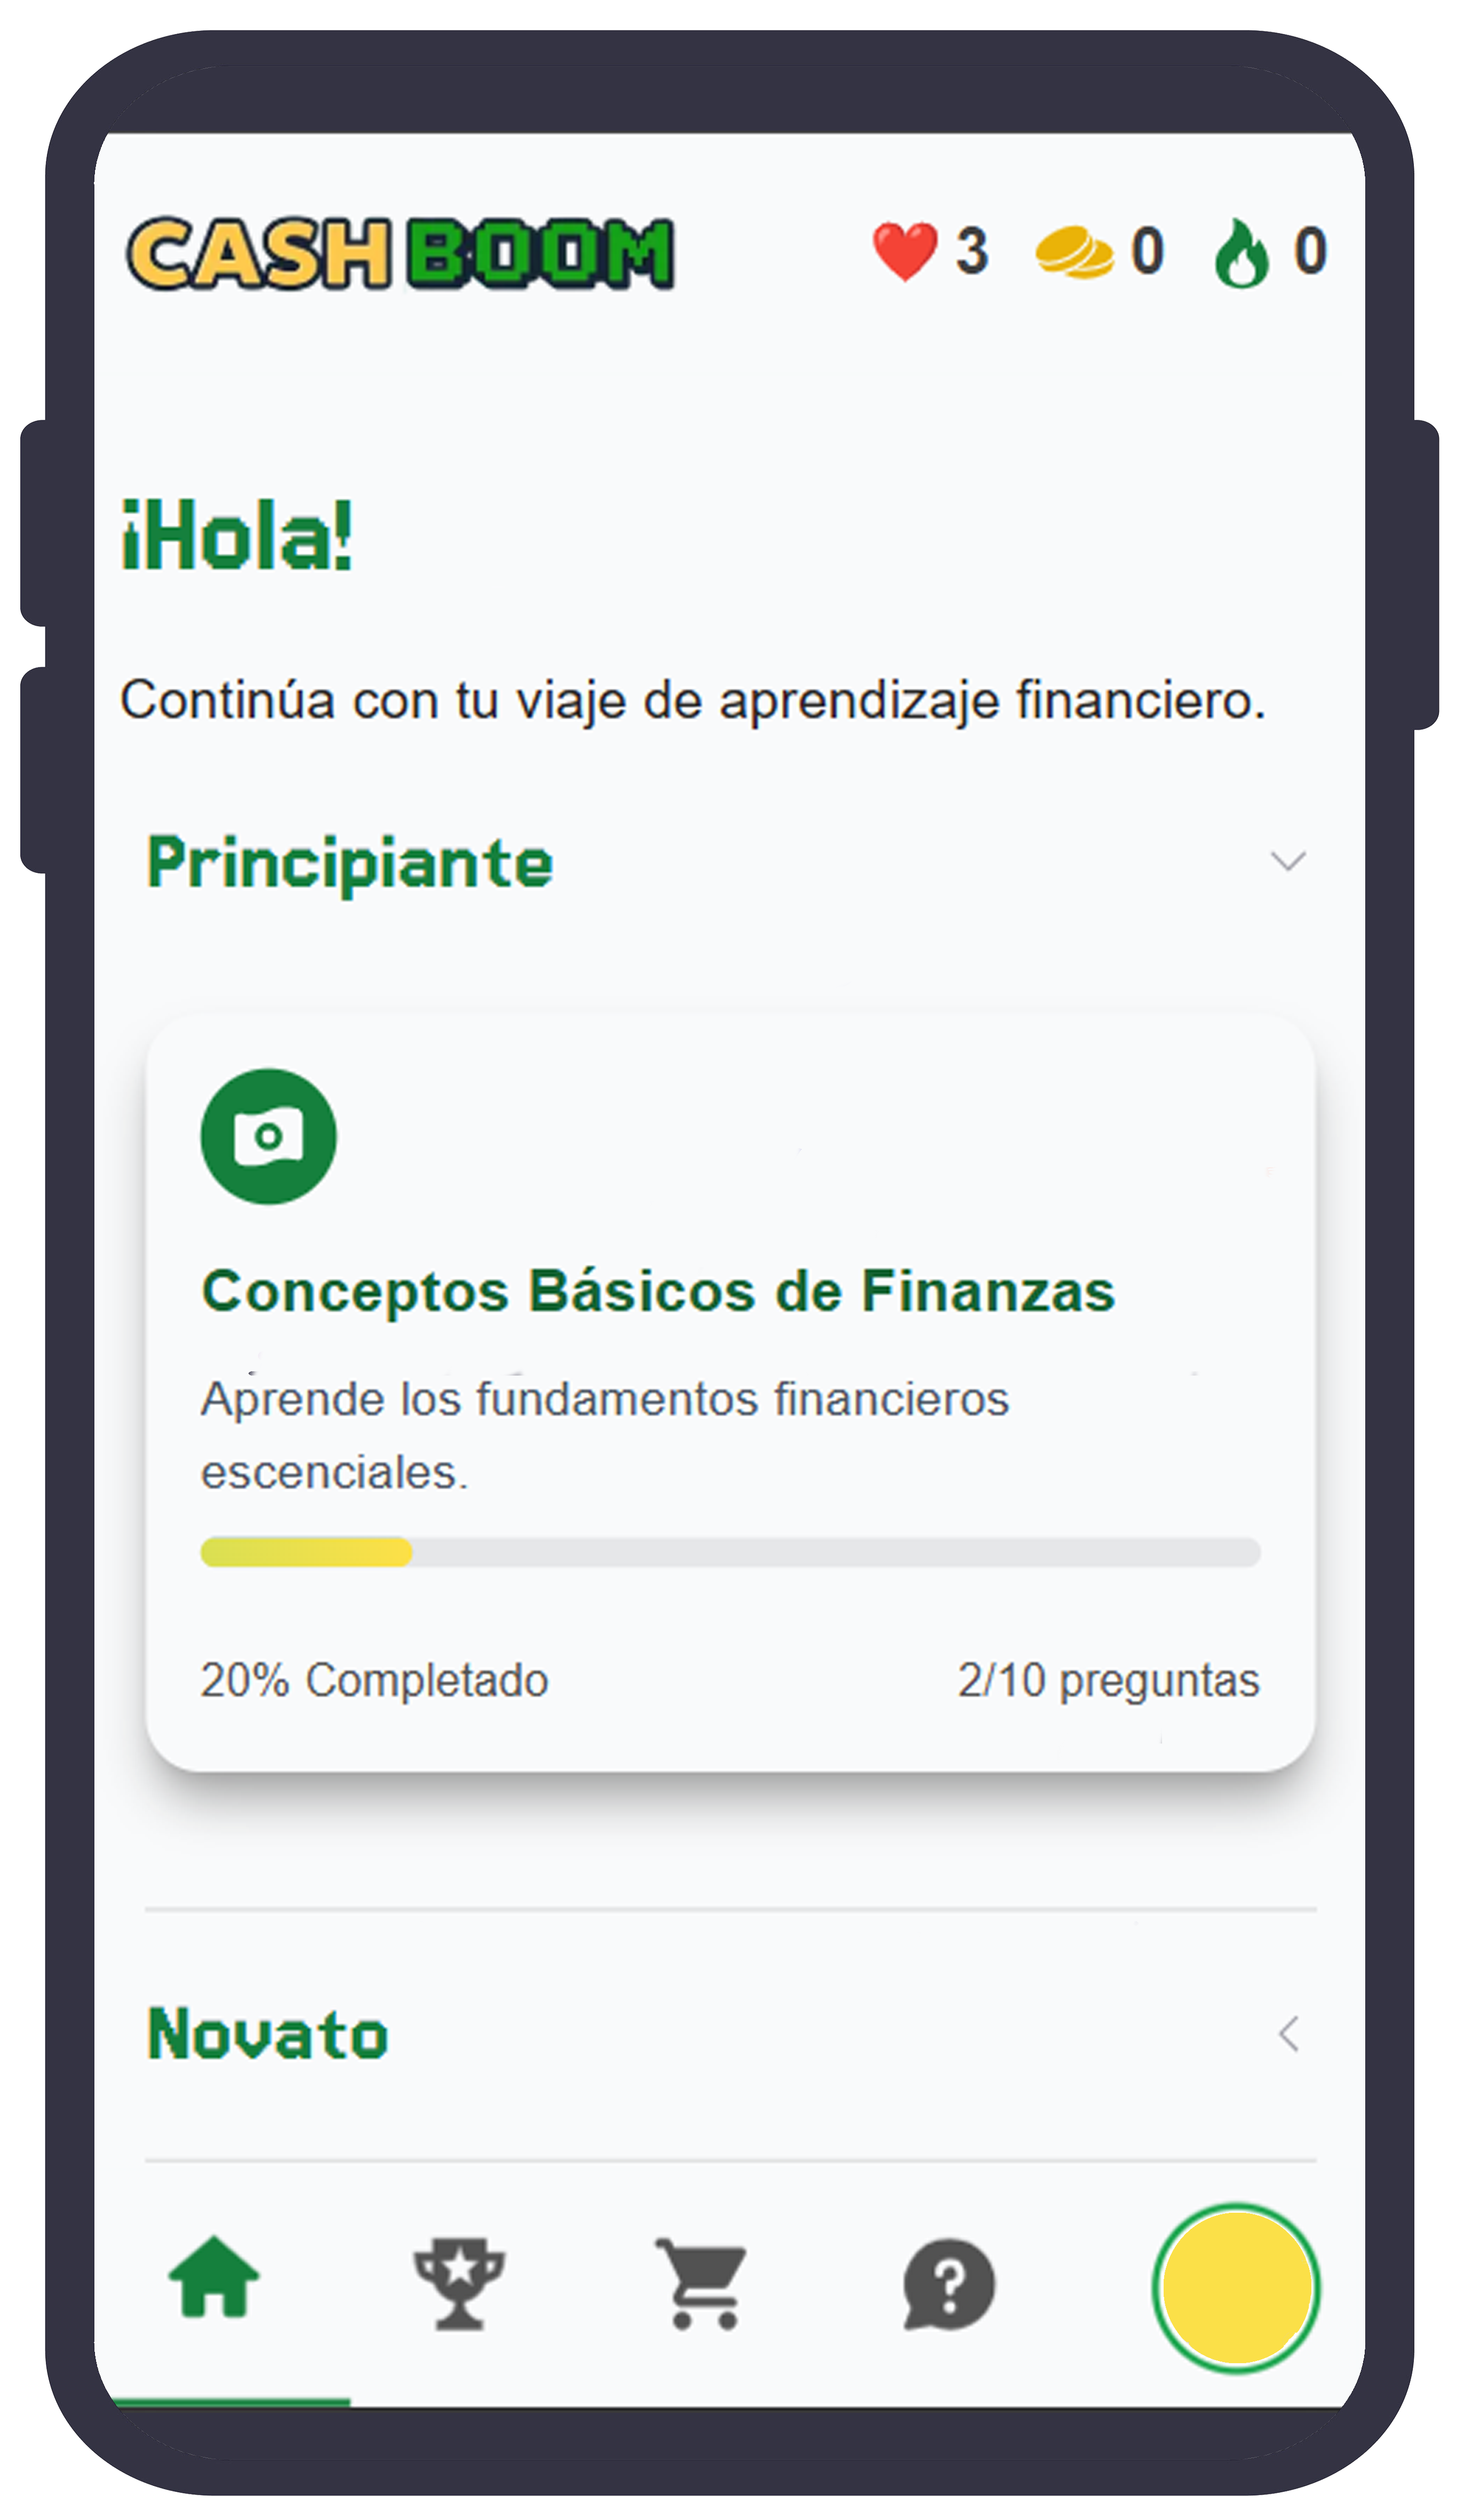 CASH BOOM 3 0 0
¡Hola!
Continúa con tu viaje de aprendizaje financiero.
Principiante
Conceptos Básicos de Finanzas
Aprende los fundamentos financieros
escenciales.
20% Completado 2/10 preguntas
Novato